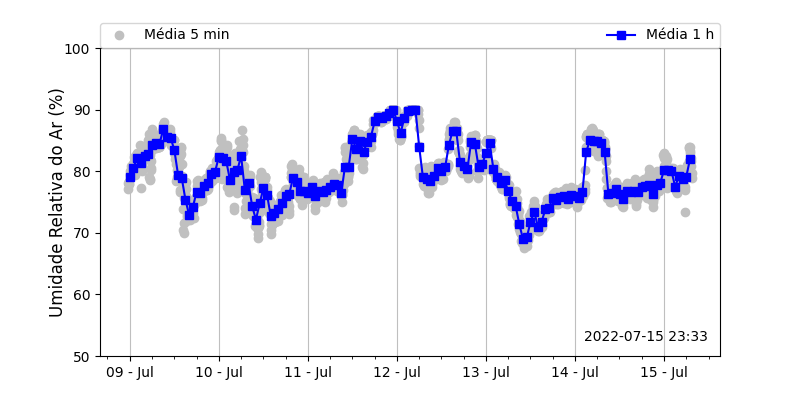 Média 5 min
Média 1 h
100
90
80
70
60
50
Umidade Relativa do Ar (%)
2022-07-15 23:33
09 - Jul
10 - Jul
11 - Jul
12 - Jul
13 - Jul
14 - Jul
15 - Jul